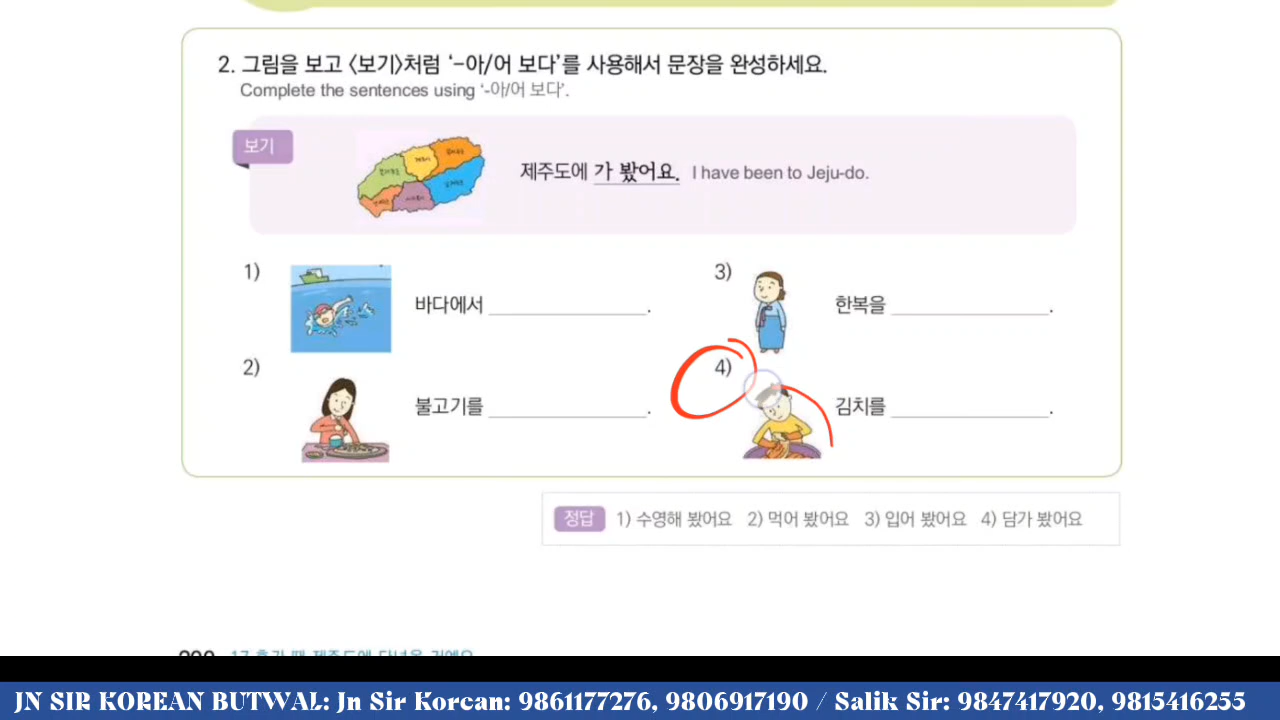 2. 그림을 보고 〈보기〉처럼 ‘-아/어 보다’를 사용해서 문장을 완성하세요.
Complete the sentences using ‘-아/어 보다’.
보기
제주도에 가 봤어요. I have been to Jeju-do.
1) 바다에서 ____________.
2) 불고기를 ____________.
3) 한복을 ____________.
4) 김치를 ____________.
정답 1) 수영해 봤어요 2) 먹어 봤어요 3) 입어 봤어요 4) 담가 봤어요
JN SIR KOREAN BUTWAL: Jn Sir Korean: 9861177276, 9806917190 / Salik Sir: 9847417920, 9815416255